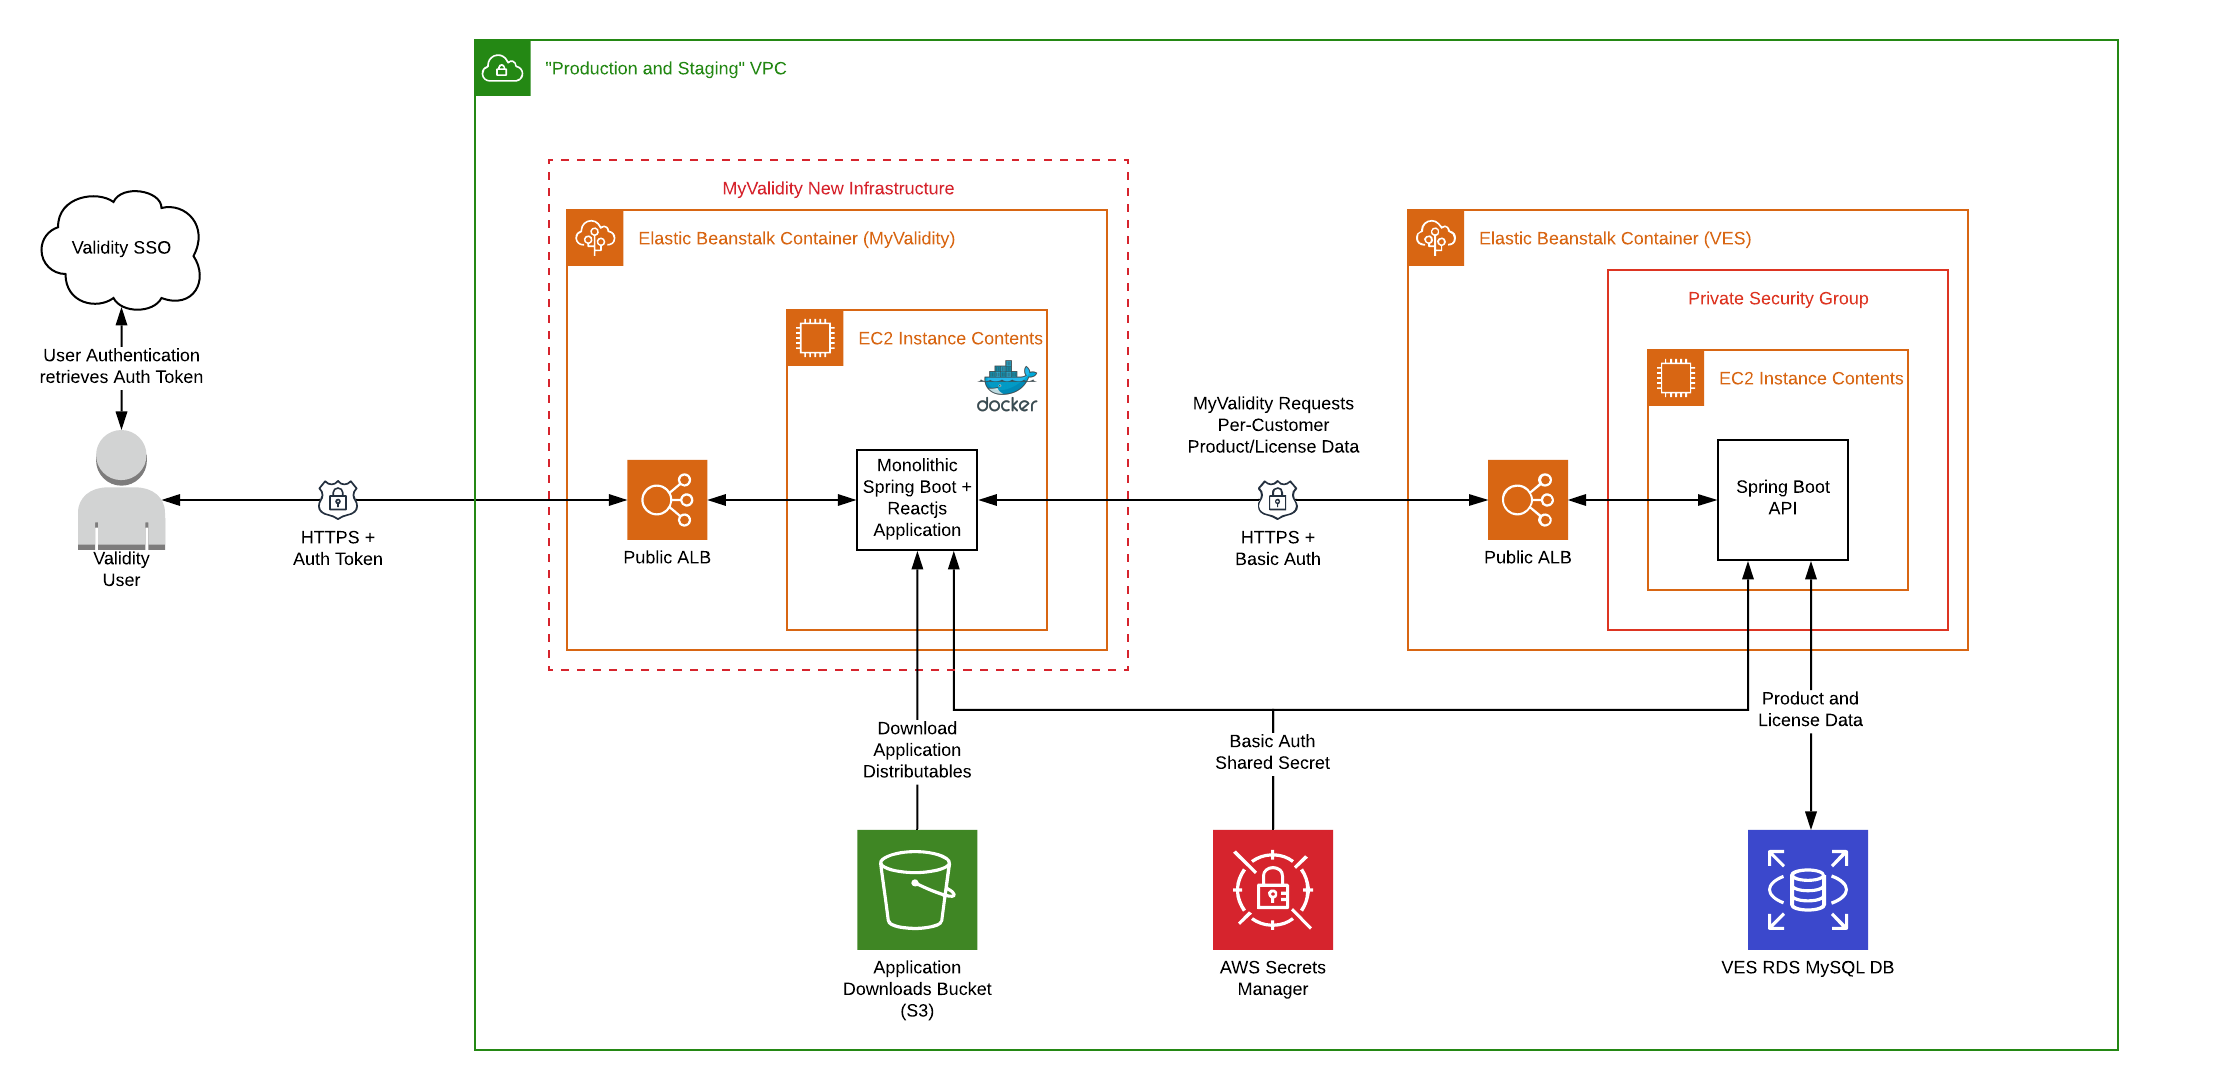 "Production and Staging" VPC
MyValidity New Infrastructure
Validity SSO
Elastic Beanstalk Container (MyValidity)
Elastic Beanstalk Container (VES)
Private Security Group
User Authentication
retrieves Auth Token
EC2 Instance Contents
docker
EC2 Instance Contents
MyValidity Requests
Per-Customer
Product/License Data
Monolithic
Spring Boot +
Reactjs
Application
Spring Boot
API
Validity
User
HTTPS +
Auth Token
Public ALB
HTTPS +
Basic Auth
Public ALB
Download
Application
Distributables
Basic Auth
Shared Secret
Product and
License Data
Application
Downloads Bucket
(S3)
AWS Secrets
Manager
VES RDS MySQL DB